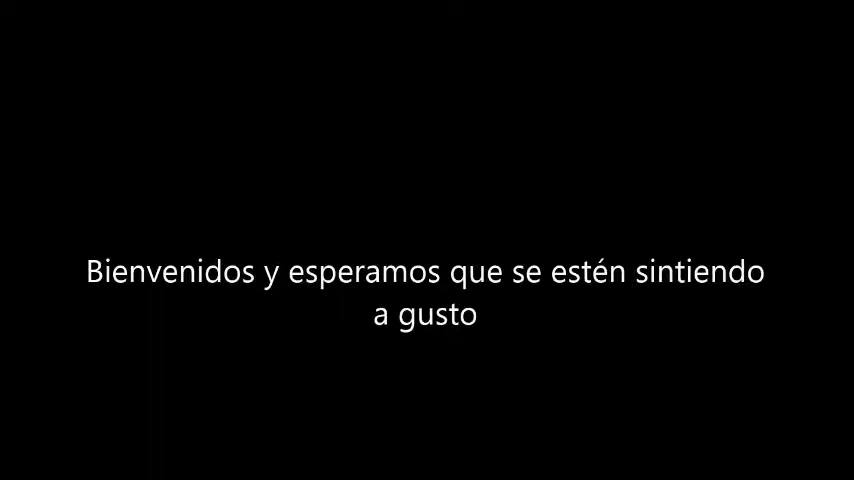 Bienvenidos y esperamos que se estén sintiendo
a gusto